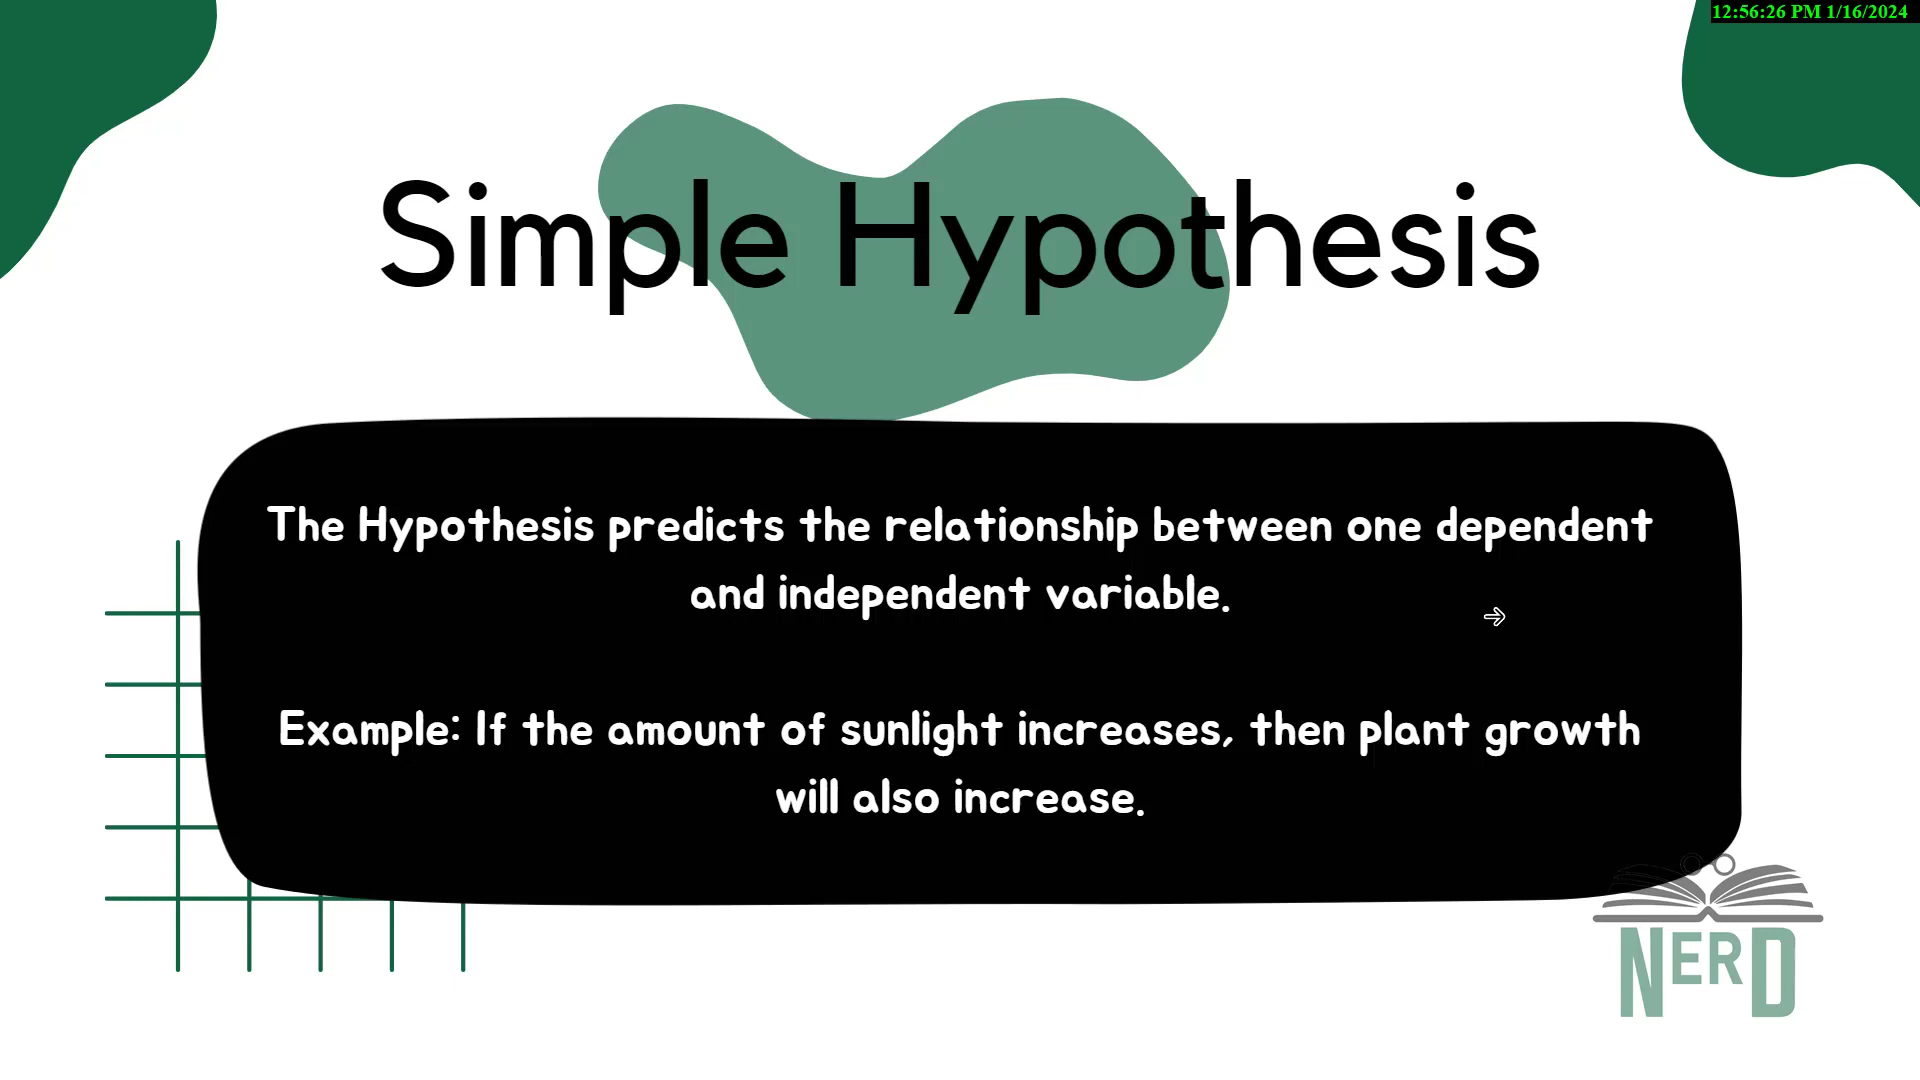 12:56:26 PM 1/16/2024
Simple Hypothesis
The Hypothesis predicts the relationship between one dependent
and independent variable.
Example: If the amount of sunlight increases, then plant growth
will also increase.
NERD